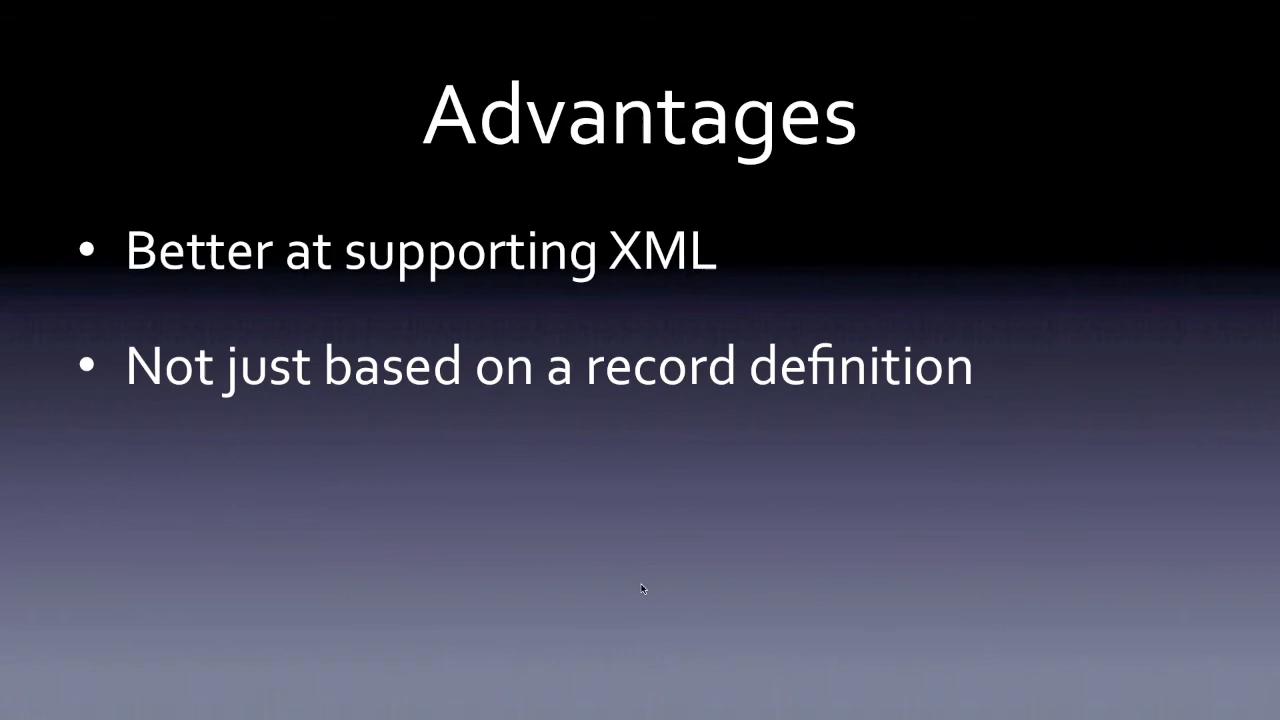 Advantages
• Better at supporting XML
• Not just based on a record definition